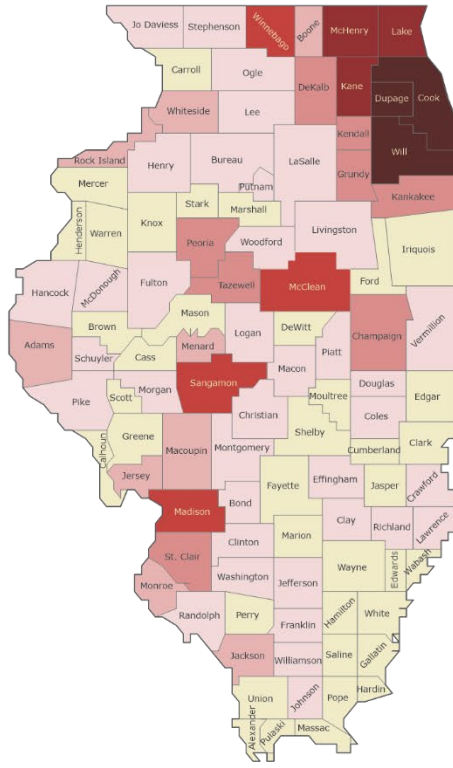 Jo Daviess
Stephenson
Winnebago
Boone
McHenry
Lake
Carroll
Ogle
DeKalb
Kane
Dupage
Cook
Whiteside
Lee
Kendall
Will
Rock Island
Henry
Bureau
LaSalle
Grundy
Mercer
Putnam
Kankakee
Henderson
Warren
Knox
Stark
Marshall
Peoria
Woodford
Livingston
Iriquois
Hancock
McDonough
Fulton
Tazewell
McClean
Ford
Mason
Vermillion
Adams
Brown
Schuyler
Cass
Menard
Logan
DeWitt
Piatt
Champaign
Pike
Scott
Morgan
Sangamon
Macon
Moultree
Douglas
Edgar
Christian
Coles
Calhoun
Greene
Macoupin
Montgomery
Shelby
Cumberland
Clark
Jersey
Fayette
Effingham
Jasper
Crawford
Madison
Bond
Clay
Richland
Lawrence
St. Clair
Clinton
Marion
Wayne
Edwards
Wabash
Monroe
Washington
Jefferson
Randolph
Perry
Franklin
Hamilton
White
Jackson
Williamson
Saline
Gallatin
Union
Johnson
Pope
Hardin
Alexander
Pulaski
Massac